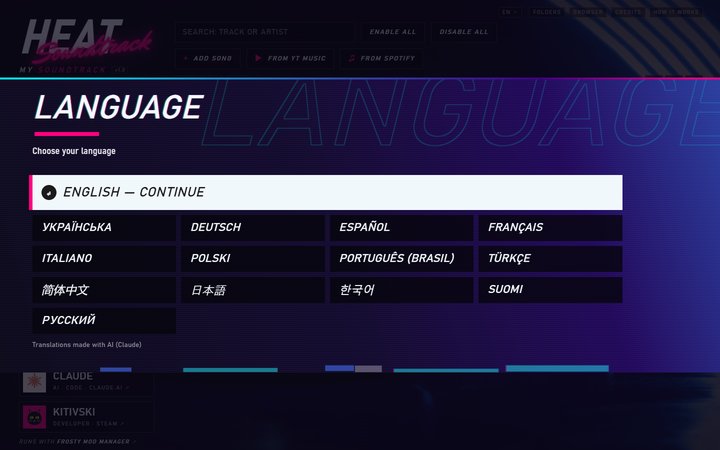 EN
FOLDERS
BROWSER
CREDITS
HOW IT WORKS
HEAT
Soundtrack
MY SOUNDTRACK
SEARCH: TRACK OR ARTIST
ENABLE ALL
DISABLE ALL
+ ADD SONG
FROM YT MUSIC
FROM SPOTIFY
LANGUAGE
LANGUAGE
Choose your language
ENGLISH — CONTINUE
УКРАЇНСЬКА
DEUTSCH
ESPAÑOL
FRANÇAIS
ITALIANO
POLSKI
PORTUGUÊS (BRASIL)
TÜRKÇE
简体中文
日本語
한국어
SUOMI
РУССКИЙ
Translations made with AI (Claude)
CLAUDE
AI · CODE · CLAUDE.AI ↗
KITIVSKI
DEVELOPER · STEAM ↗
RUNS WITH FROSTY MOD MANAGER ↗